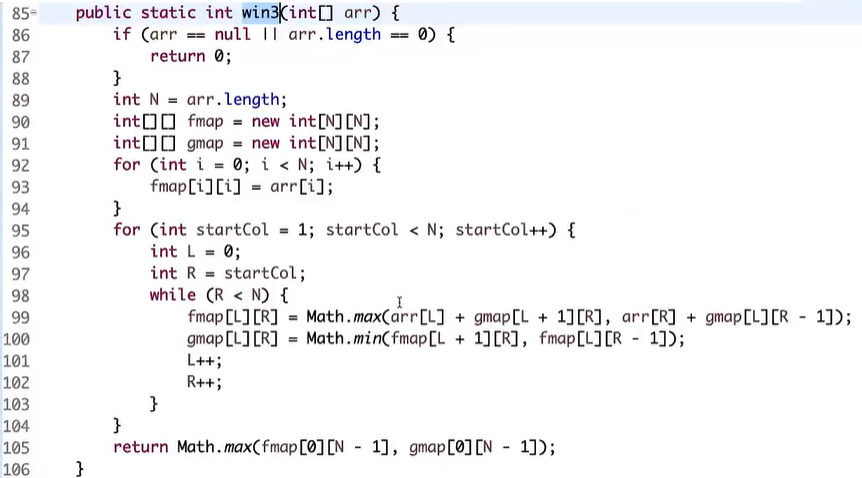 85 public static int win3(int[] arr) {
86 if (arr == null || arr.length == 0) {
87 return 0;
88 }
89 int N = arr.length;
90 int[][] fmap = new int[N][N];
91 int[][] gmap = new int[N][N];
92 for (int i = 0; i < N; i++) {
93 fmap[i][i] = arr[i];
94 }
95 for (int startCol = 1; startCol < N; startCol++) {
96 int L = 0;
97 int R = startCol;
98 while (R < N) {
99 fmap[L][R] = Math.max(arr[L] + gmap[L + 1][R], arr[R] + gmap[L][R - 1]);
100 gmap[L][R] = Math.min(fmap[L + 1][R], fmap[L][R - 1]);
101 L++;
102 R++;
103 }
104 }
105 return Math.max(fmap[0][N - 1], gmap[0][N - 1]);
106 }